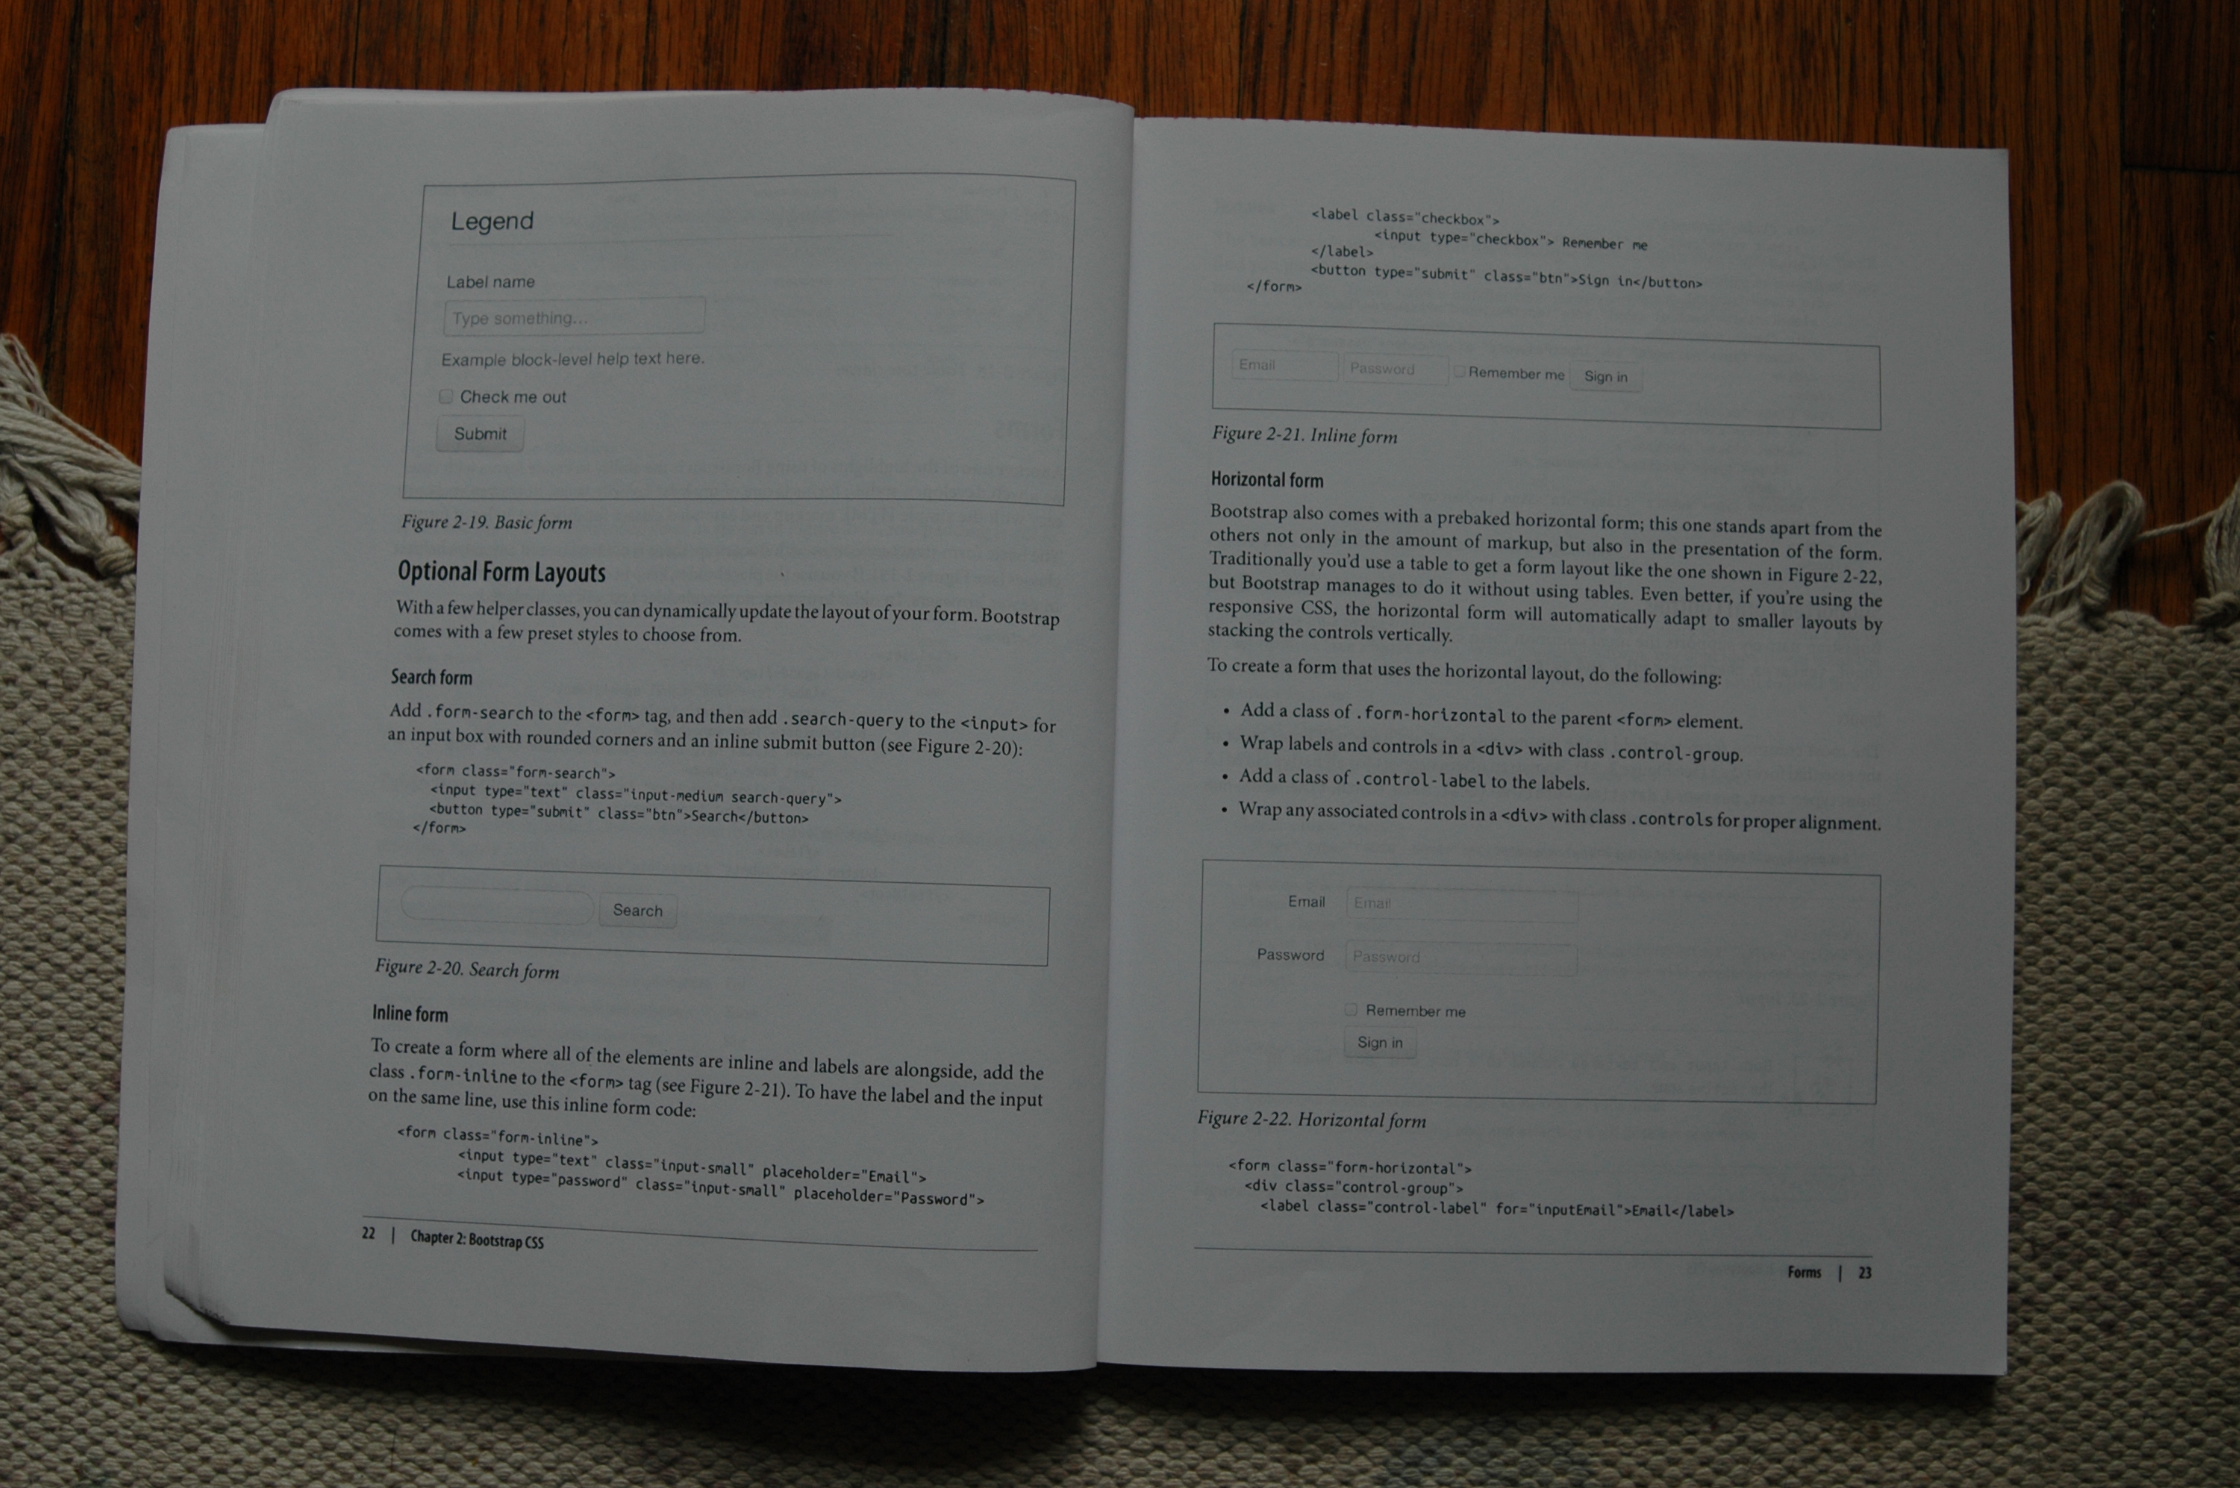 Legend
Label name
Type something...
Example block-level help text here.
Check me out
Submit
Figure 2-19. Basic form
Optional Form Layouts
With a few helper classes, you can dynamically update the layout of your form. Bootstrap
comes with a few preset styles to choose from.
Search form
Add .form-search to the <form> tag, and then add .search-query to the <input> for
an input box with rounded corners and an inline submit button (see Figure 2-20):
<form class="form-search">
<input type="text" class="input-medium search-query">
<button type="submit" class="btn">Search</button>
</form>
Search
Figure 2-20. Search form
Inline form
To create a form where all of the elements are inline and labels are alongside, add the
class .form-inline to the <form> tag (see Figure 2-21). To have the label and the input
on the same line, use this inline form code:
<form class="form-inline">
<input type="text" class="input-small" placeholder="Email">
<input type="password" class="input-small" placeholder="Password">
22 | Chapter 2: Bootstrap CSS
<label class="checkbox">
<input type="checkbox"> Remember me
</label>
<button type="submit" class="btn">Sign in</button>
</form>
Email Password Remember me Sign in
Figure 2-21. Inline form
Horizontal form
Bootstrap also comes with a prebaked horizontal form; this one stands apart from the
others not only in the amount of markup, but also in the presentation of the form.
Traditionally you'd use a table to get a form layout like the one shown in Figure 2-22,
but Bootstrap manages to do it without using tables. Even better, if you're using the
responsive CSS, the horizontal form will automatically adapt to smaller layouts by
stacking the controls vertically.
To create a form that uses the horizontal layout, do the following:
• Add a class of .form-horizontal to the parent <form> element.
• Wrap labels and controls in a <div> with class .control-group.
• Add a class of .control-label to the labels.
• Wrap any associated controls in a <div> with class .controls for proper alignment.
Email Email
Password Password
Remember me
Sign in
Figure 2-22. Horizontal form
<form class="form-horizontal">
<div class="control-group">
<label class="control-label" for="inputEmail">Email</label>
Forms | 23